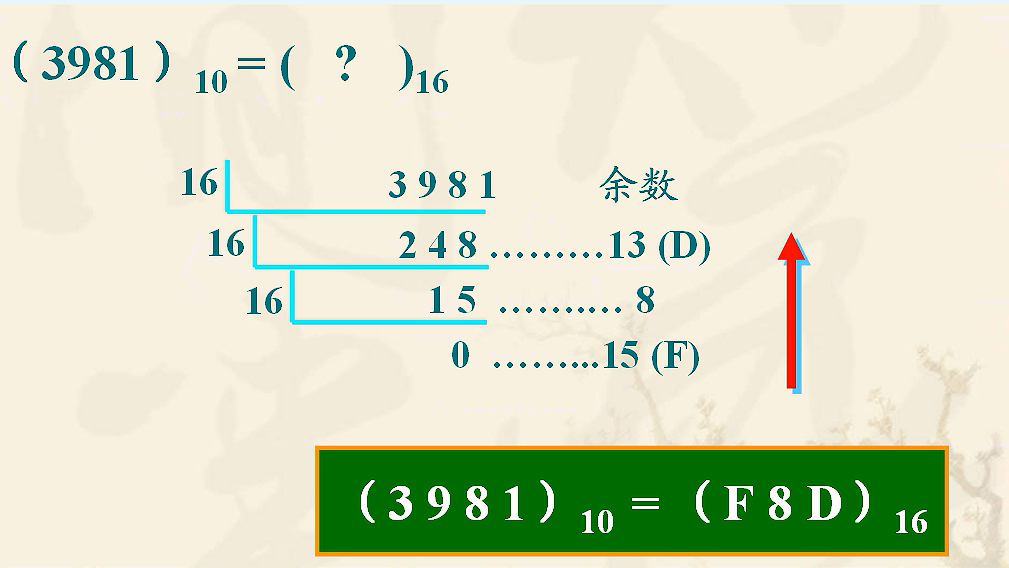 （3981）10 = ( ? )16
16 3 9 8 1 余数
16 2 4 8 ………13 (D)
16 1 5 …….… 8
0 ……...15 (F)
（3 9 8 1）10 =（F 8 D）16